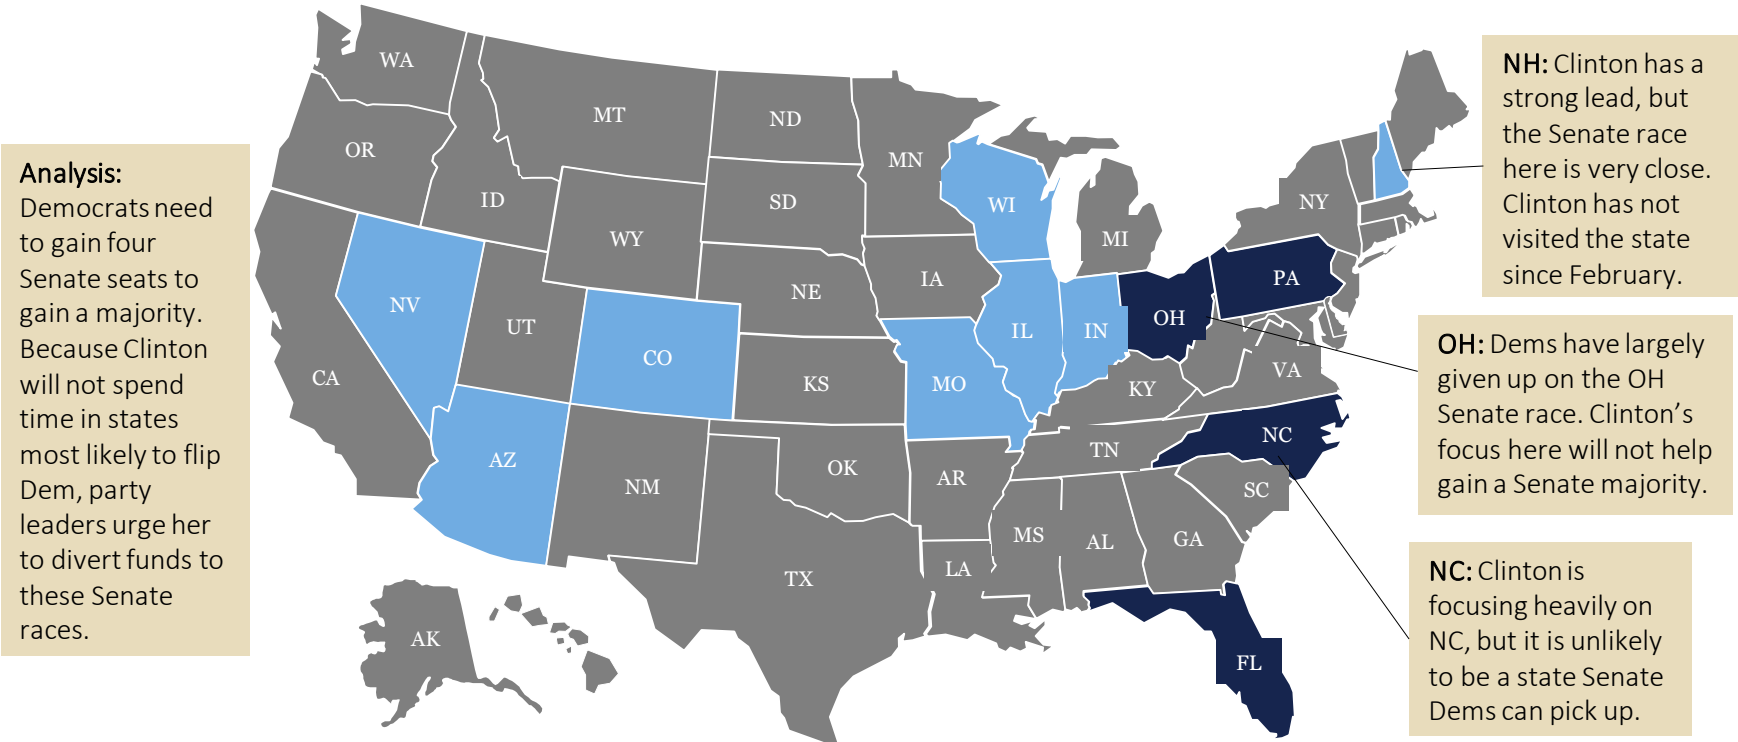 Analysis:
Democrats need
to gain four
Senate seats to
gain a majority.
Because Clinton
will not spend
time in states
most likely to flip
Dem, party
leaders urge her
to divert funds to
these Senate
races.
WA
OR
CA
NV
ID
MT
WY
UT
AZ
CO
NM
ND
SD
NE
KS
OK
TX
MN
IA
MO
AR
LA
WI
IL
MI
IN
OH
KY
TN
MS
AL
GA
FL
SC
NC
VA
PA
NY
AK
NH: Clinton has a
strong lead, but
the Senate race
here is very close.
Clinton has not
visited the state
since February.
OH: Dems have largely
given up on the OH
Senate race. Clinton’s
focus here will not help
gain a Senate majority.
NC: Clinton is
focusing heavily on
NC, but it is unlikely
to be a state Senate
Dems can pick up.